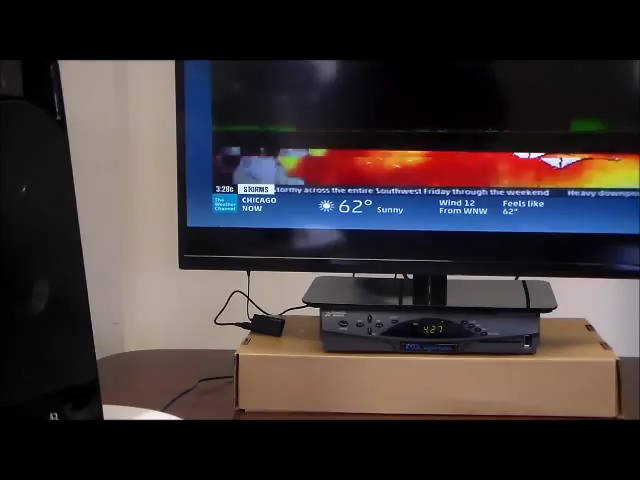 3:28c STORMS tormy across the entire Southwest Friday through the weekend Heavy downpo
The Weather Channel
CHICAGO
NOW
62° Sunny
Wind 12
From WNW
Feels like
62°
427